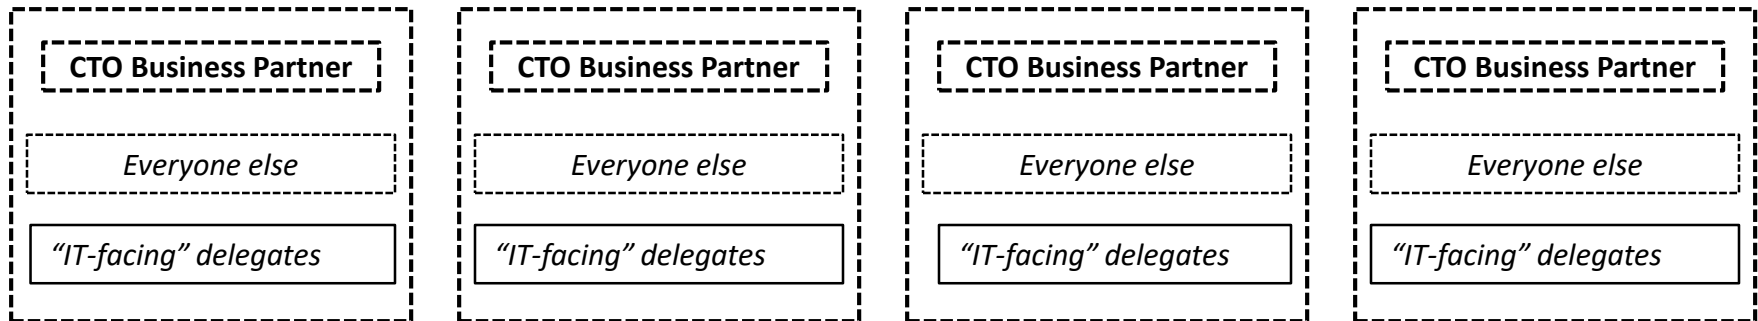 CTO Business Partner
Everyone else
“IT-facing” delegates
CTO Business Partner
Everyone else
“IT-facing” delegates
CTO Business Partner
Everyone else
“IT-facing” delegates
CTO Business Partner
Everyone else
“IT-facing” delegates